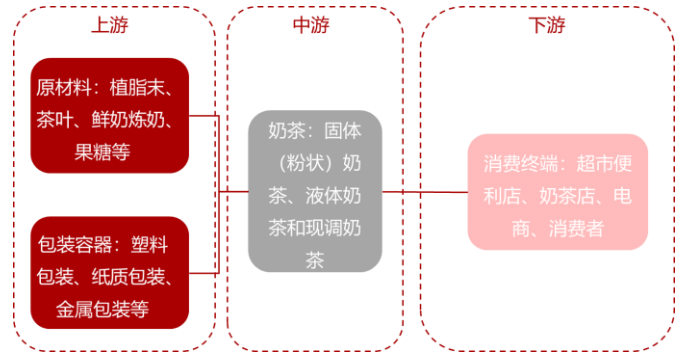 上游
中游
下游
原材料：植脂末、
茶叶、鲜奶炼奶、
果糖等
包装容器：塑料
包装、纸质包装、
金属包装等
奶茶：固体
（粉状）奶
茶、液体奶
茶和现调奶
茶
消费终端：超市便
利店、奶茶店、电
商、消费者